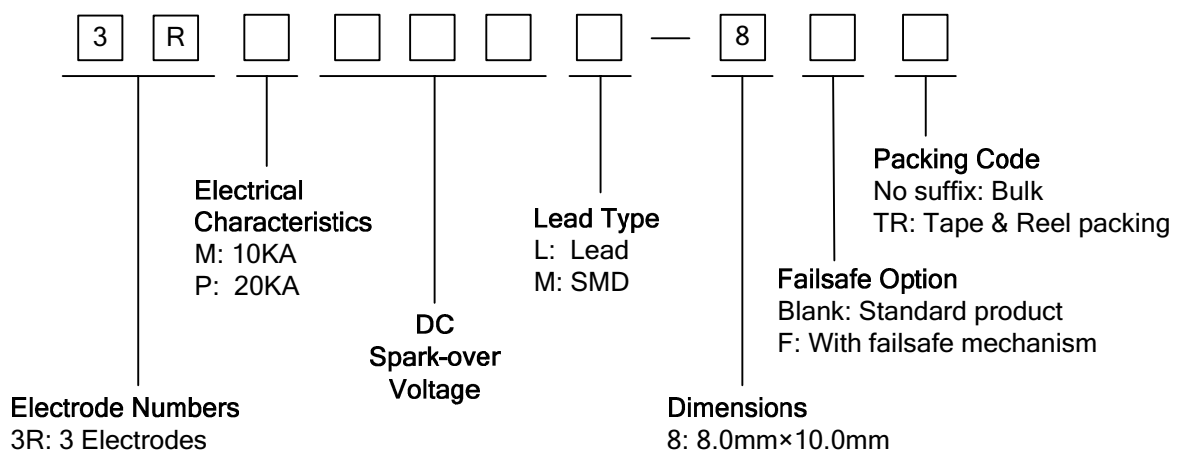 3 R — 8
Packing Code
No suffix: Bulk
TR: Tape & Reel packing
Electrical
Characteristics
M: 10KA
P: 20KA
Lead Type
L: Lead
M: SMD
Failsafe Option
Blank: Standard product
F: With failsafe mechanism
DC
Spark-over
Voltage
Electrode Numbers
3R: 3 Electrodes
Dimensions
8: 8.0mm×10.0mm